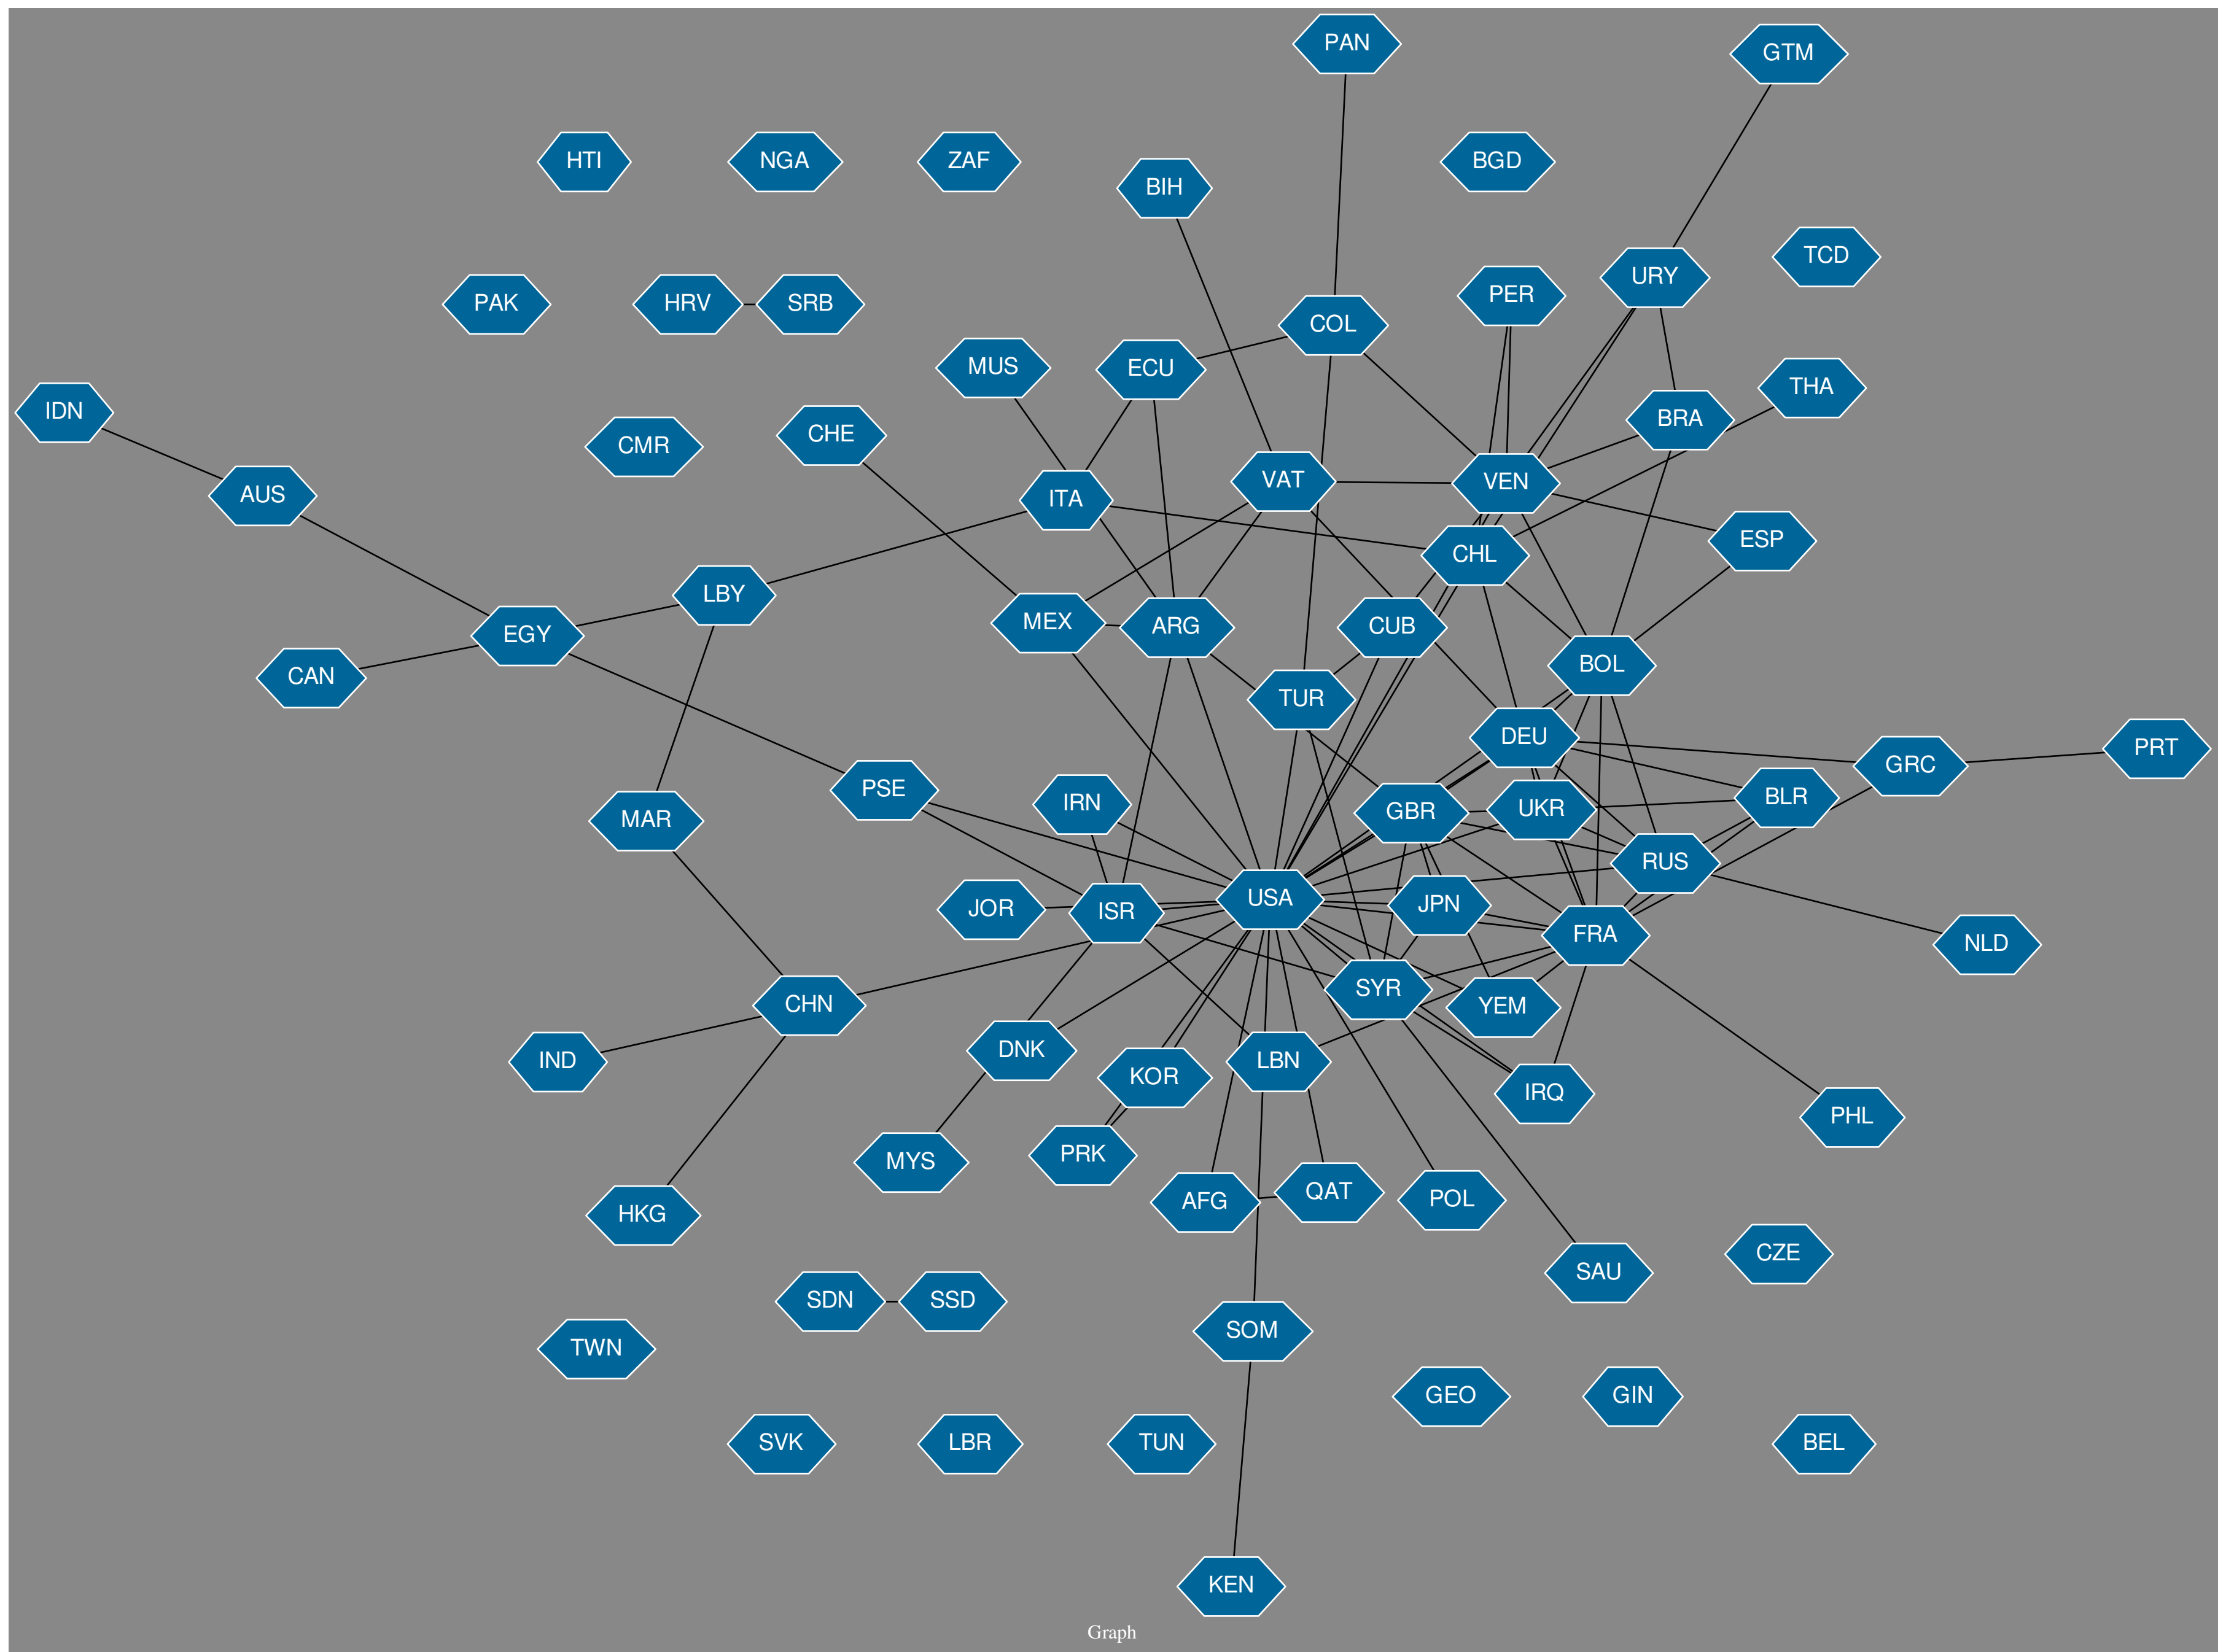 PAN
GTM
HTI
NGA
ZAF
BGD
BIH
TCD
URY
PER
PAK
HRV
SRB
COL
MUS
ECU
THA
IDN
BRA
CHE
CMR
VAT
VEN
AUS
ITA
ESP
CHL
LBY
MEX
ARG
CUB
EGY
BOL
CAN
TUR
DEU
PRT
GRC
PSE
IRN
BLR
UKR
GBR
MAR
RUS
USA
JPN
JOR
ISR
FRA
NLD
SYR
CHN
YEM
DNK
LBN
IND
KOR
IRQ
PHL
PRK
MYS
QAT
AFG
POL
HKG
CZE
SAU
SDN
SSD
SOM
TWN
GEO
GIN
SVK
LBR
TUN
BEL
KEN
Graph